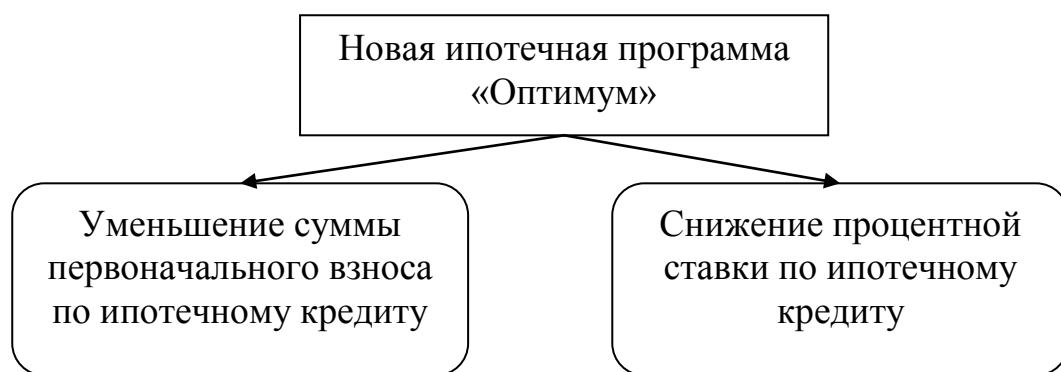 Новая ипотечная программа
«Оптимум»
Уменьшение суммы
первоначального взноса
по ипотечному кредиту
Снижение процентной
ставки по ипотечному
кредиту